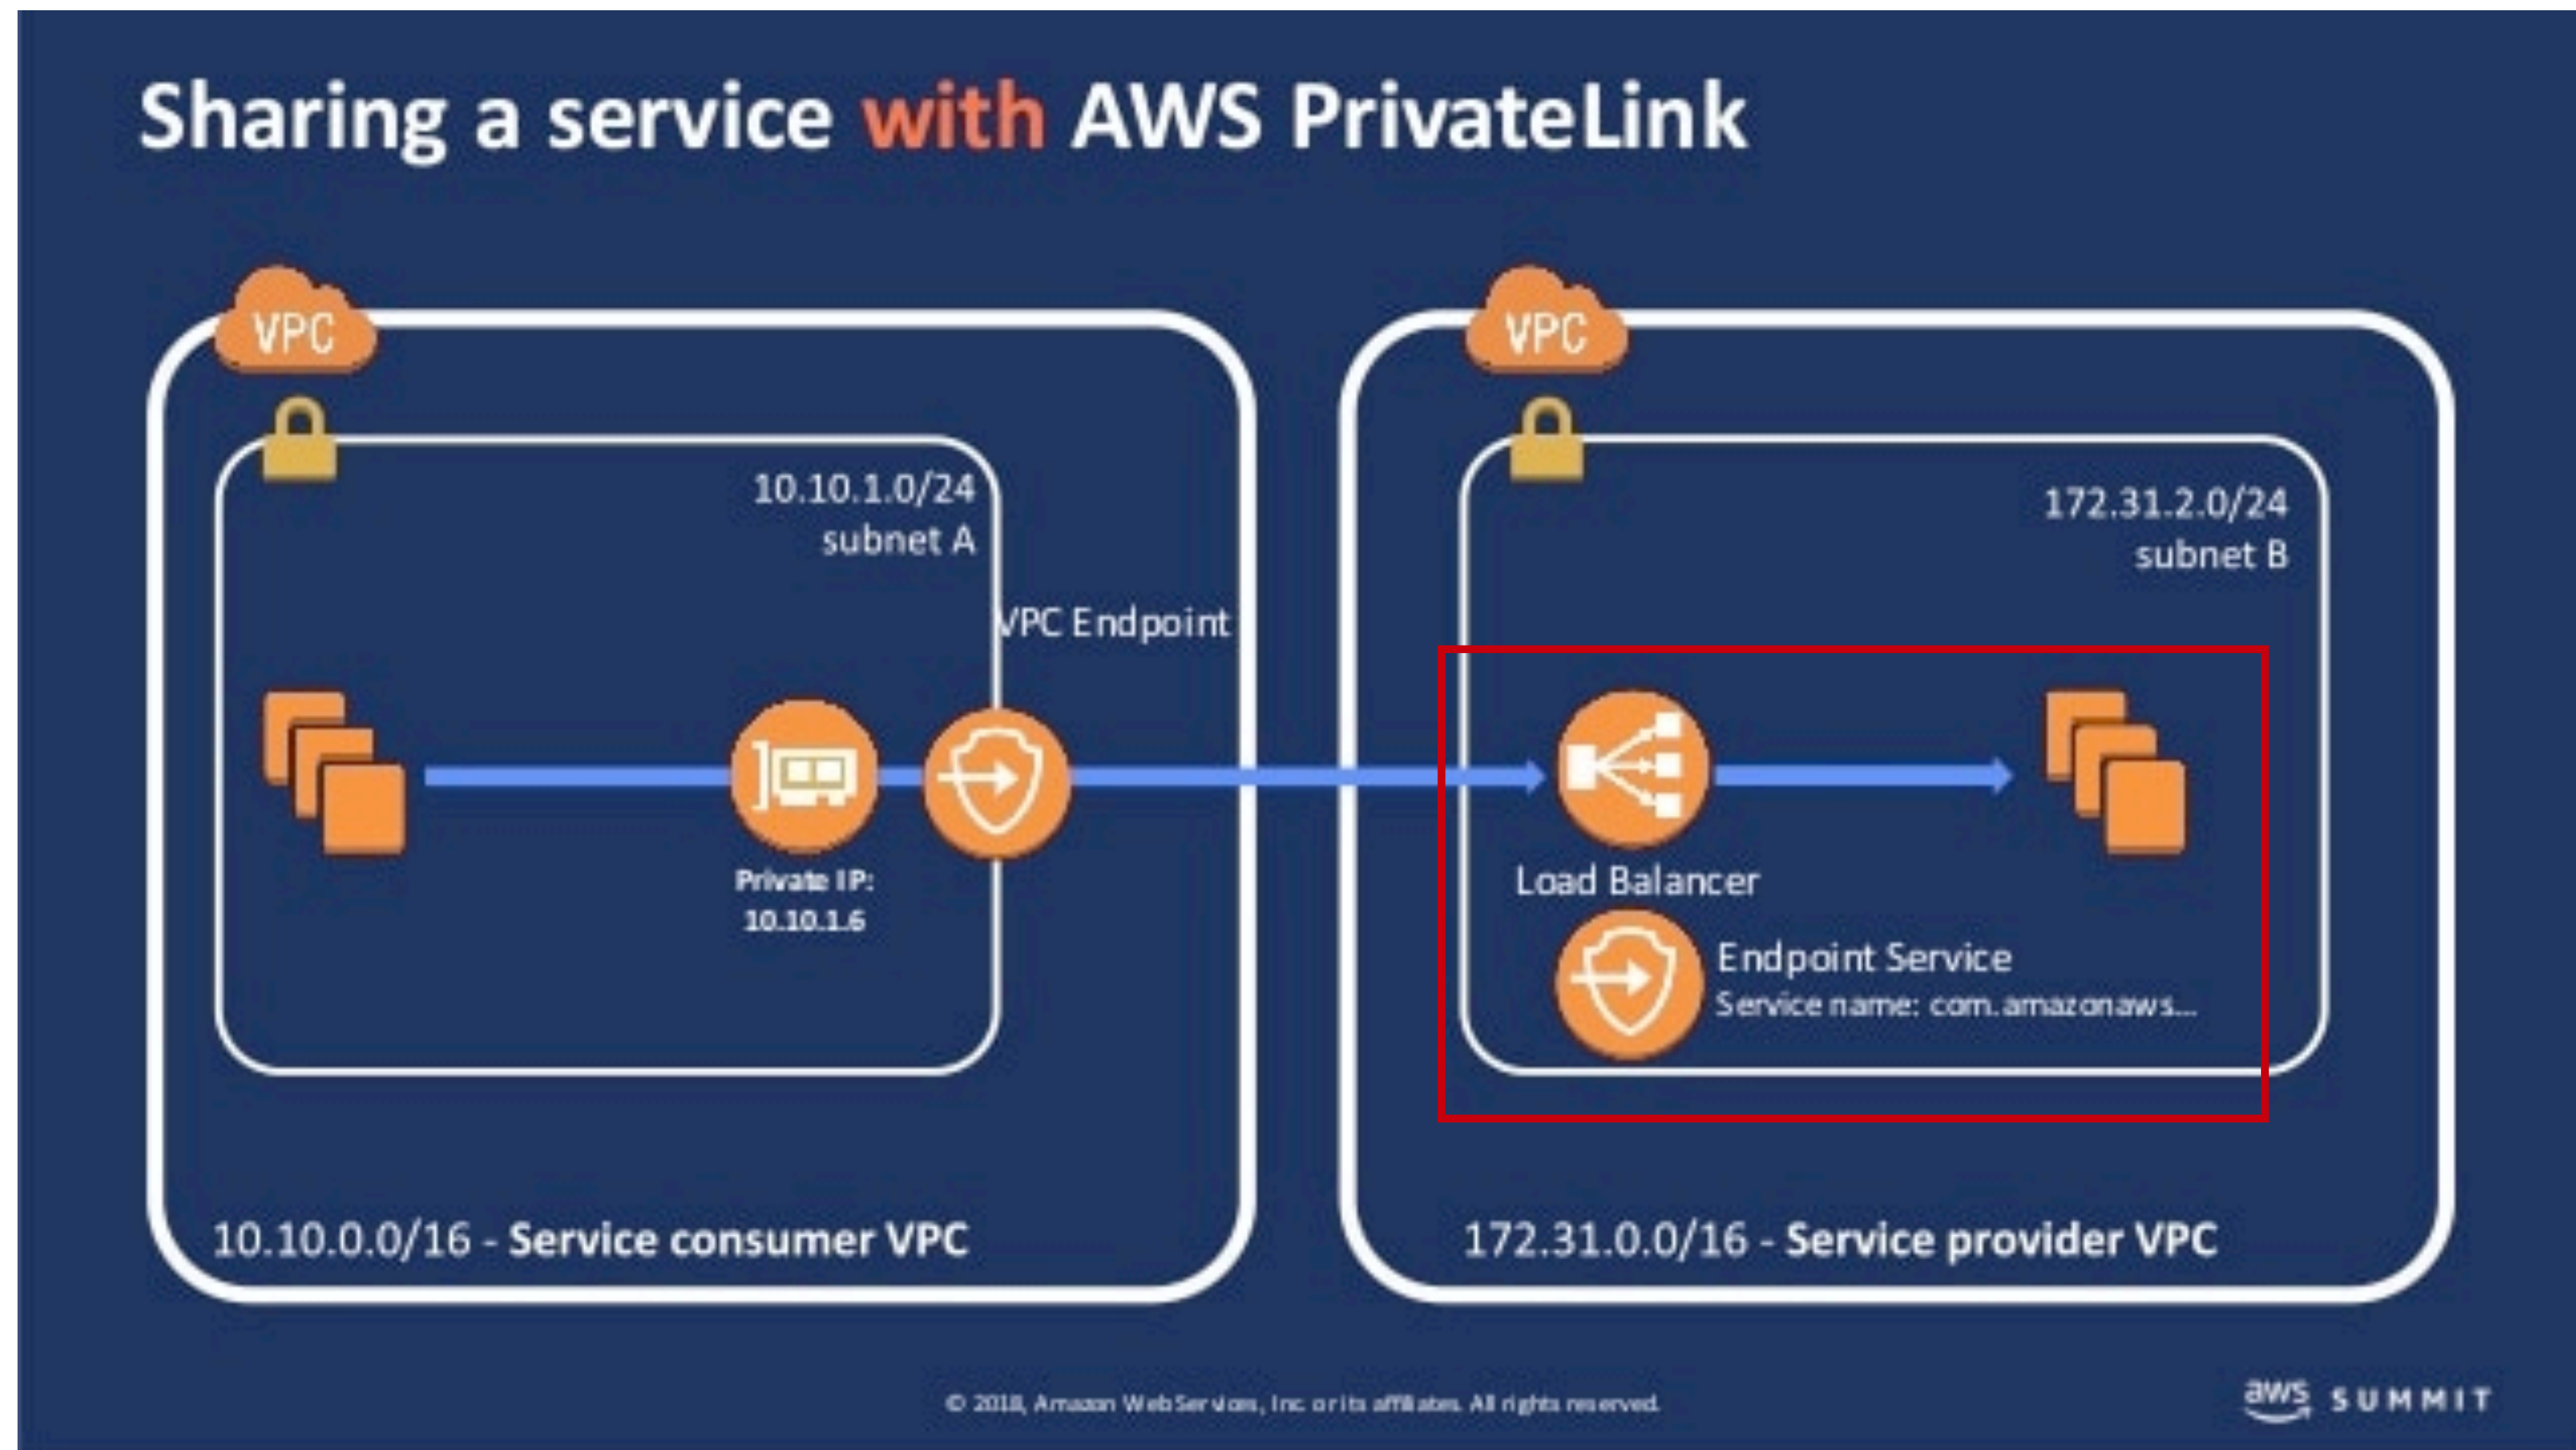 Sharing a service with AWS PrivateLink
VPC
10.10.1.0/24
subnet A
VPC Endpoint
Private IP:
10.10.1.6
10.10.0.0/16 - Service consumer VPC
VPC
172.31.2.0/24
subnet B
Load Balancer
Endpoint Service
Service name: com.amazonaws...
172.31.0.0/16 - Service provider VPC
© 2018, Amazon Web Services, Inc. or its affiliates. All rights reserved.
aws SUMMIT